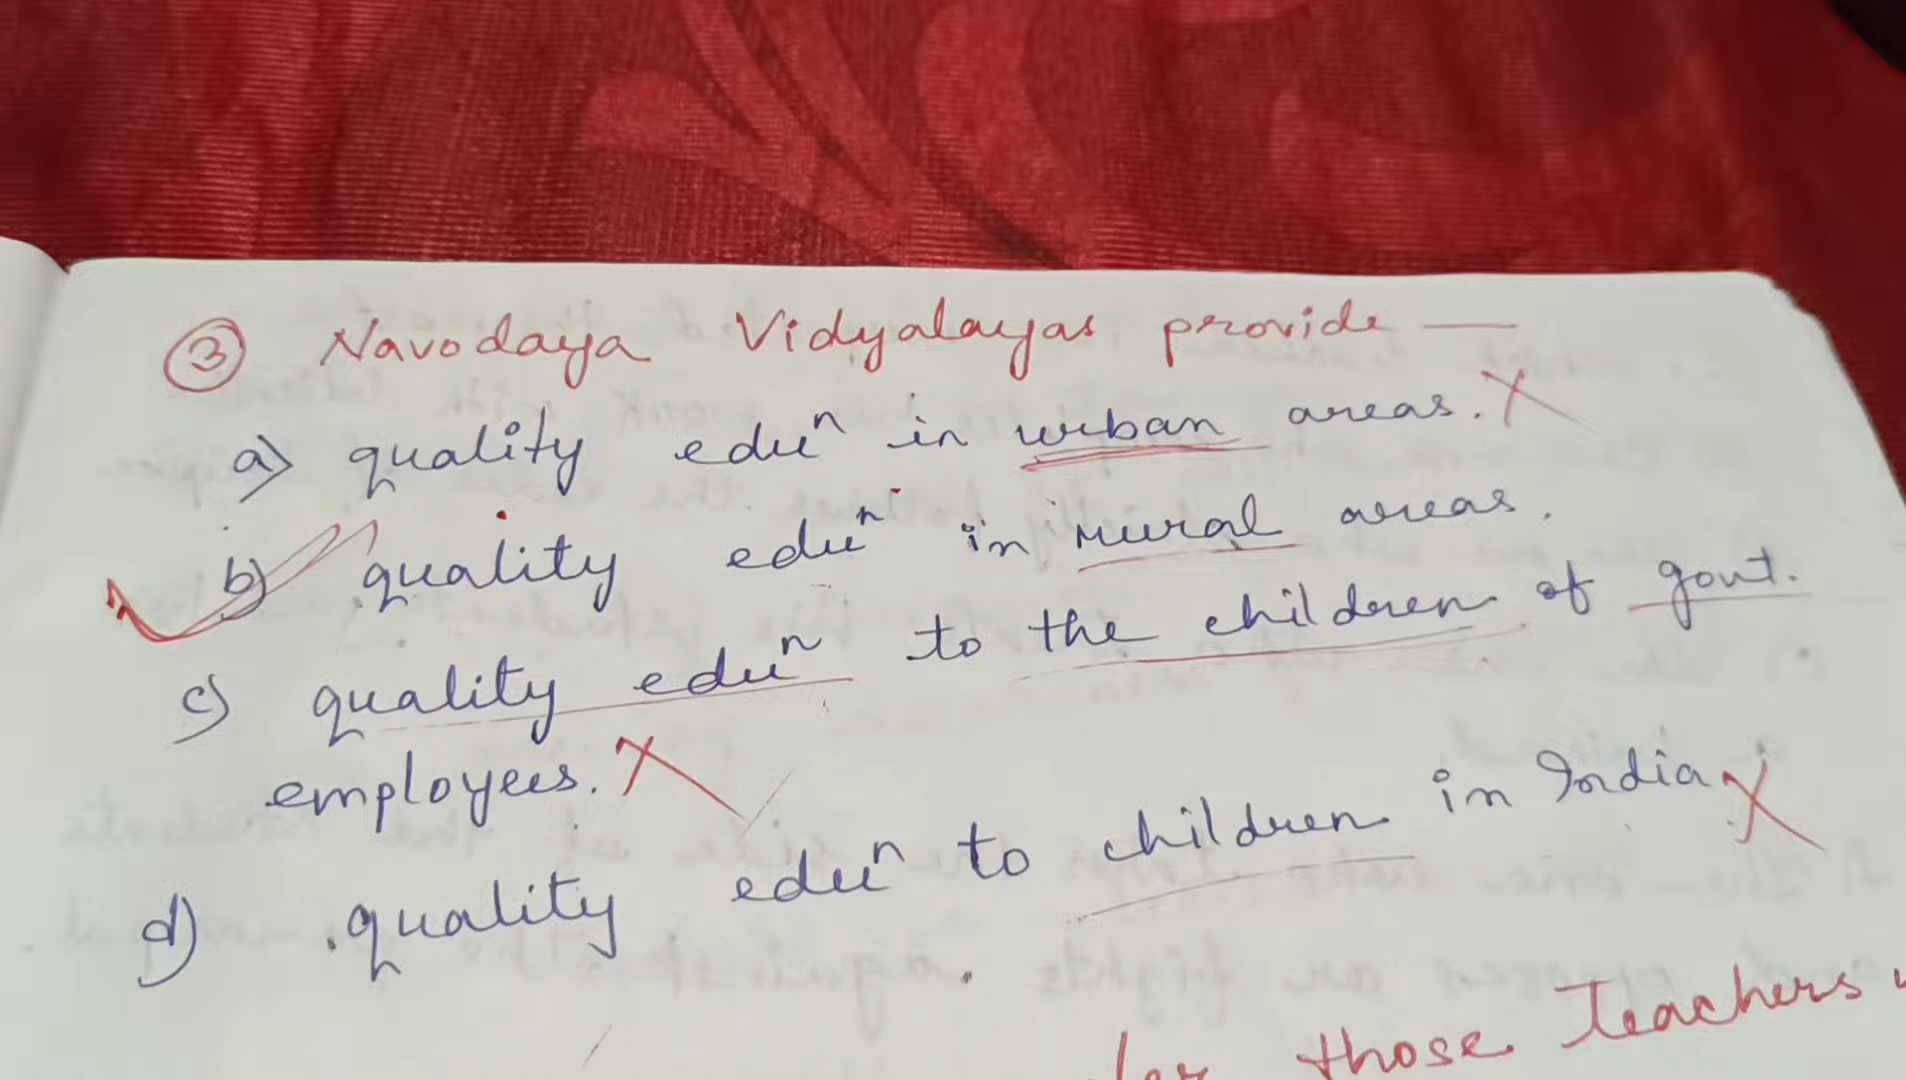 ③ Navodaya Vidyalayas provide —
a) quality eduⁿ in urban areas. X
b) quality eduⁿ in rural areas.
c) quality eduⁿ to the children of govt.
employees. X
d) quality eduⁿ to children in India X
for those Teachers